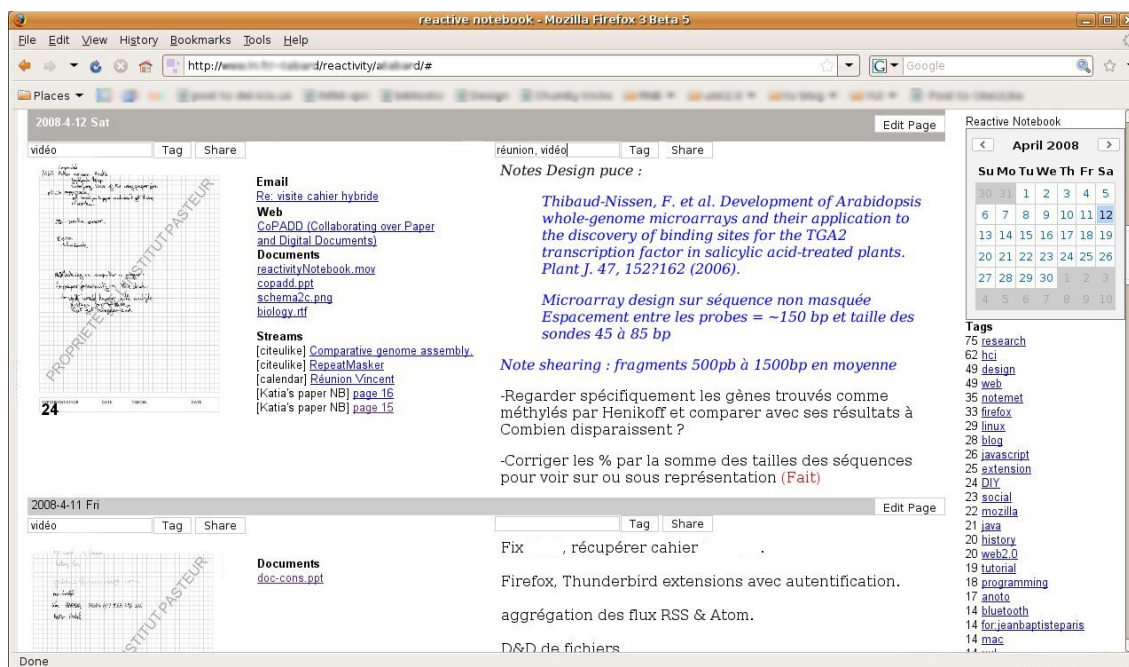 reactive notebook - Mozilla Firefox 3 Beta 5
File Edit View History Bookmarks Tools Help
http:// d/reactivity/ d/#
Google
Places
2008-4-12 Sat
Edit Page
vidéo Tag Share
24
PROPRIETE INSTITUT PASTEUR
Email
Re: visite cahier hybride
Web
CoPADD (Collaborating over Paper
and Digital Documents)
Documents
reactivityNotebook.mov
copadd.ppt
schema2c.png
biology.rtf
Streams
[citeulike] Comparative genome assembly.
[citeulike] RepeatMasker
[calendar] Réunion Vincent
[Katia's paper NB] page 16
[Katia's paper NB] page 15
réunion, vidéo Tag Share
Notes Design puce :
Thibaud-Nissen, F. et al. Development of Arabidopsis
whole-genome microarrays and their application to
the discovery of binding sites for the TGA2
transcription factor in salicylic acid-treated plants.
Plant J. 47, 152?162 (2006).
Microarray design sur séquence non masquée
Espacement entre les probes = ~150 bp et taille des
sondes 45 à 85 bp
Note shearing : fragments 500pb à 1500bp en moyenne
-Regarder spécifiquement les gènes trouvés comme
méthylés par Henikoff et comparer avec ses résultats à
Combien disparaissent ?
-Corriger les % par la somme des tailles des séquences
pour voir sur ou sous représentation (Fait)
2008-4-11 Fri
Edit Page
vidéo Tag Share
INSTITUT PASTEUR
Documents
doc-cons.ppt
Tag Share
Fix , récupérer cahier .
Firefox, Thunderbird extensions avec autentification.
aggrégation des flux RSS & Atom.
D&D de fichiers
Reactive Notebook
< April 2008 >
Su Mo Tu We Th Fr Sa
30 31 1 2 3 4 5
6 7 8 9 10 11 12
13 14 15 16 17 18 19
20 21 22 23 24 25 26
27 28 29 30 1 2 3
4 5 6 7 8 9 10
Tags
75 research
62 hci
49 design
49 web
35 notemet
33 firefox
29 linux
28 blog
26 javascript
25 extension
24 DIY
23 social
22 mozilla
21 java
20 history
20 web2.0
19 tutorial
18 programming
17 anoto
14 bluetooth
14 for:jeanbaptisteparis
14 mac
Done